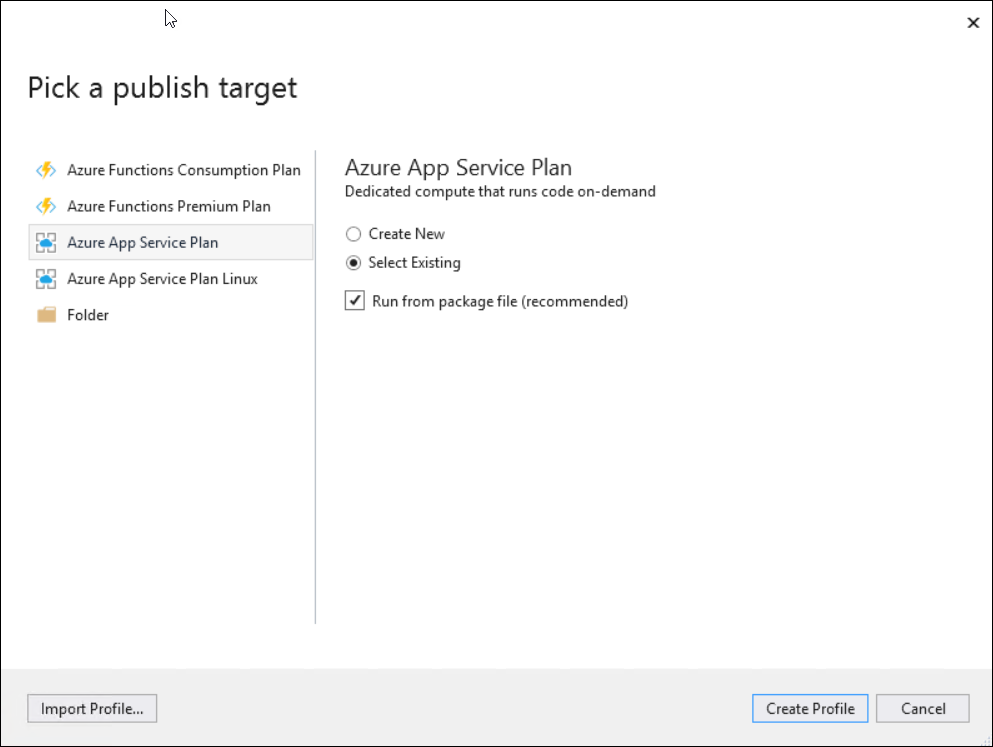 Pick a publish target
Azure Functions Consumption Plan
Azure Functions Premium Plan
Azure App Service Plan
Azure App Service Plan Linux
Folder
Azure App Service Plan
Dedicated compute that runs code on-demand
Create New
Select Existing
Run from package file (recommended)
Import Profile...
Create Profile
Cancel